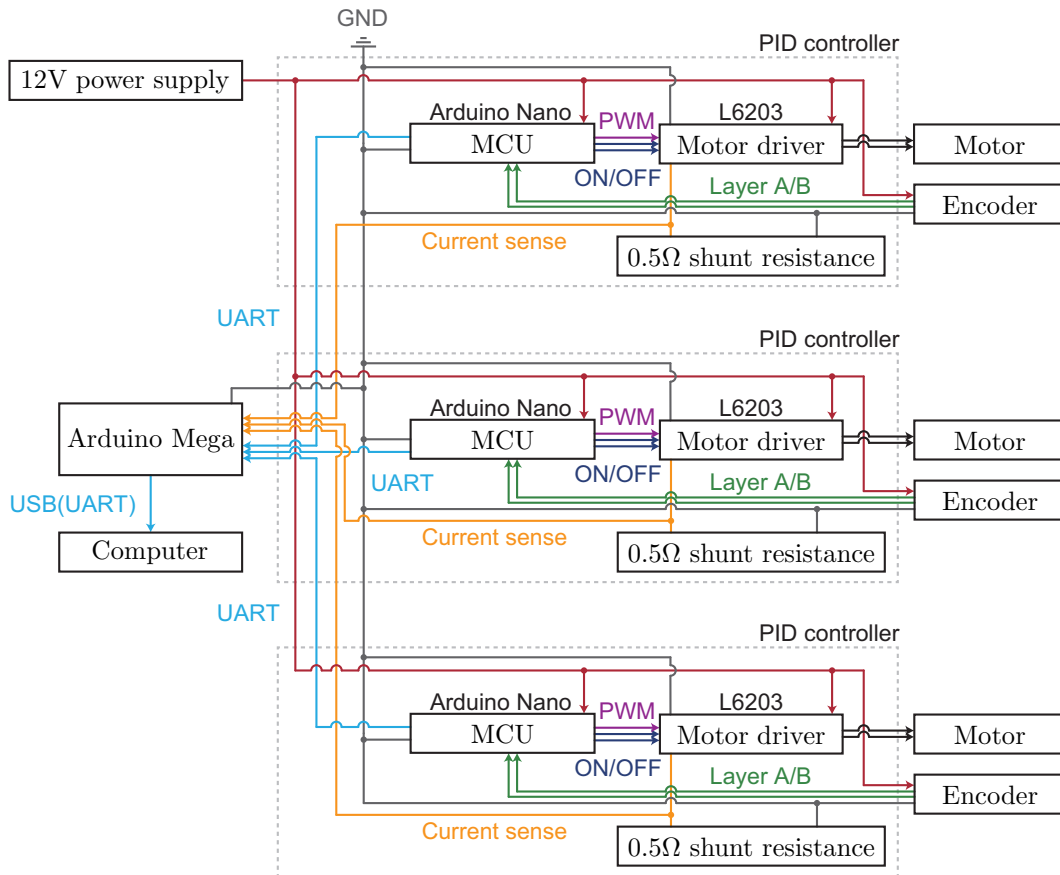 GND
PID controller
12V power supply
Arduino Nano
L6203
MCU
PWM
Motor driver
Motor
ON/OFF
Layer A/B
Encoder
Current sense
0.5Ω shunt resistance
UART
PID controller
Arduino Nano
L6203
Arduino Mega
MCU
PWM
Motor driver
Motor
ON/OFF
UART
Layer A/B
USB(UART)
Encoder
Current sense
Computer
0.5Ω shunt resistance
UART
PID controller
Arduino Nano
L6203
MCU
PWM
Motor driver
Motor
ON/OFF
Layer A/B
Encoder
Current sense
0.5Ω shunt resistance